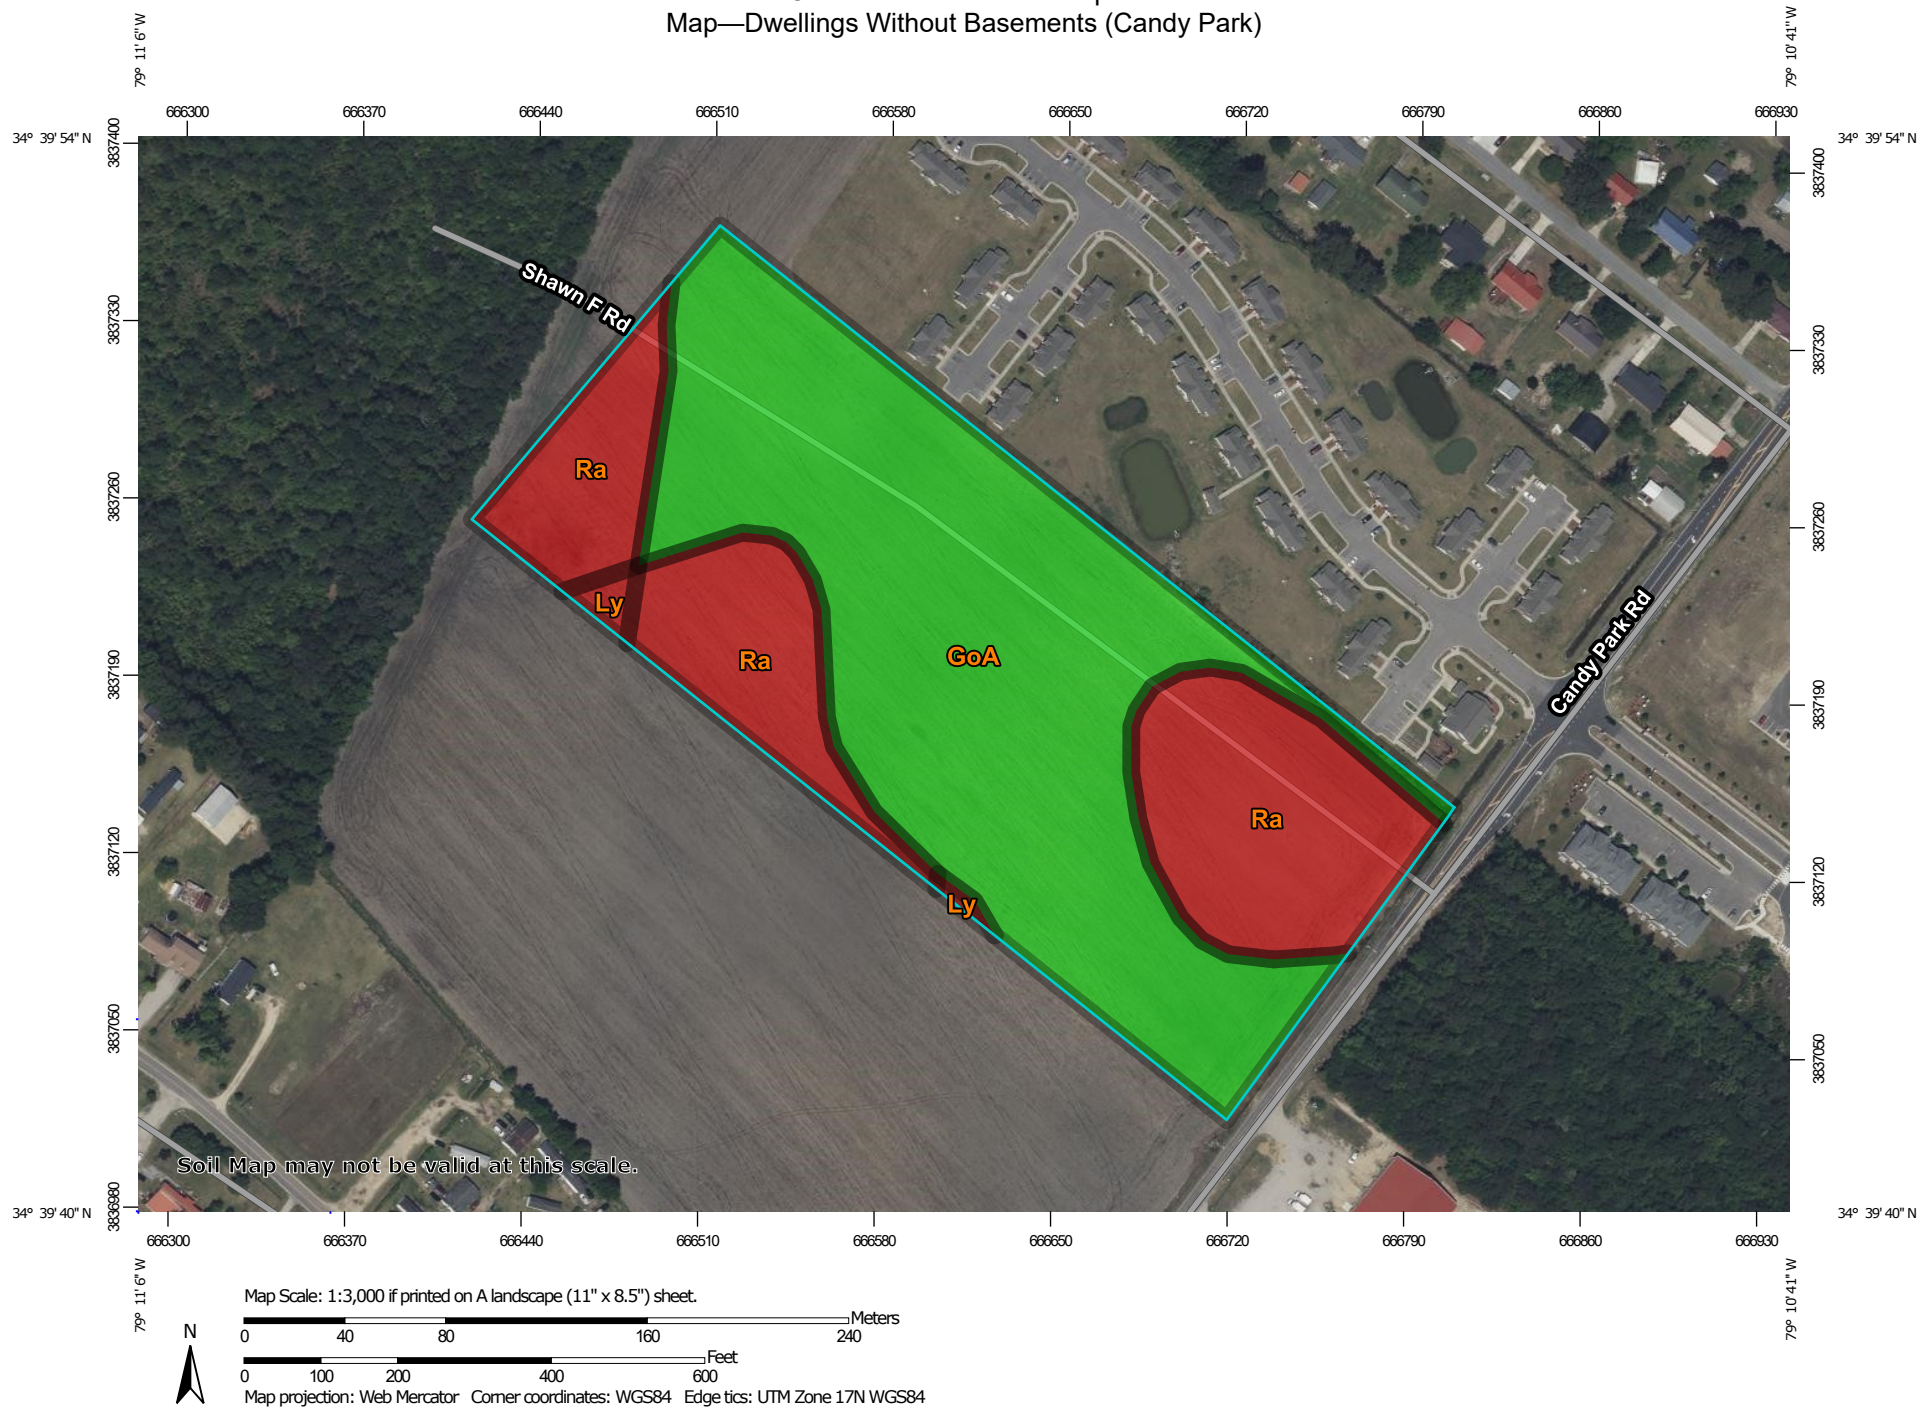 Map—Dwellings Without Basements (Candy Park)
79° 11' 6'' W
79° 10' 41'' W
666300 666370 666440 666510 666580 666650 666720 666790 666860 666930
34° 39' 54'' N
34° 39' 54'' N
3837400
3837400
3837330
3837330
3837260
3837260
3837190
3837190
3837120
3837120
3837050
3837050
3836980
Shawn F Rd
Ra
Ly
Ra
GoA
Candy Park Rd
Ra
Ly
Soil Map may not be valid at this scale.
34° 39' 40'' N
34° 39' 40'' N
666300 666370 666440 666510 666580 666650 666720 666790 666860 666930
79° 11' 6'' W
79° 10' 41'' W
Map Scale: 1:3,000 if printed on A landscape (11" x 8.5") sheet.
Meters
0 40 80 160 240
Feet
0 100 200 400 600
N
Map projection: Web Mercator Corner coordinates: WGS84 Edge tics: UTM Zone 17N WGS84